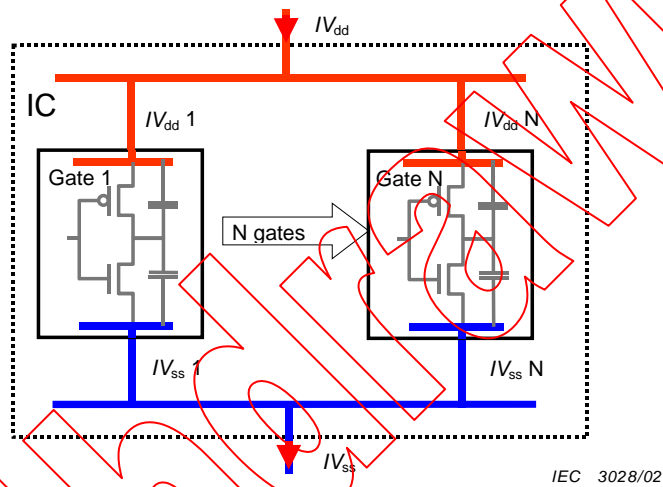 IVdd
IC
IVdd 1
IVdd N
Gate 1
Gate N
N gates
IVss 1
IVss N
IVss
IEC 3028/02